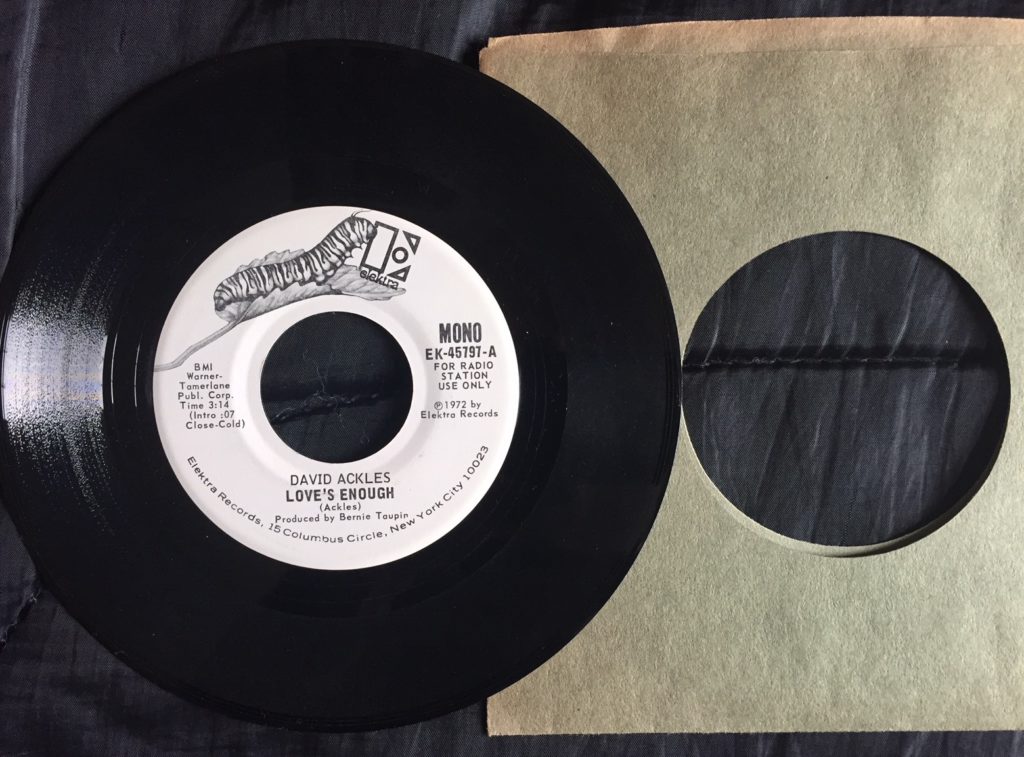 elektra
MONO
EK-45797-A
FOR RADIO
STATION
USE ONLY
℗1972 by
Elektra Records
BMI
Warner-
Tamerlane
Publ. Corp.
Time 3:14
(Intro :07
Close-Cold)
DAVID ACKLES
LOVE'S ENOUGH
(Ackles)
Produced by Bernie Taupin
Elektra Records, 15 Columbus Circle, New York City 10023